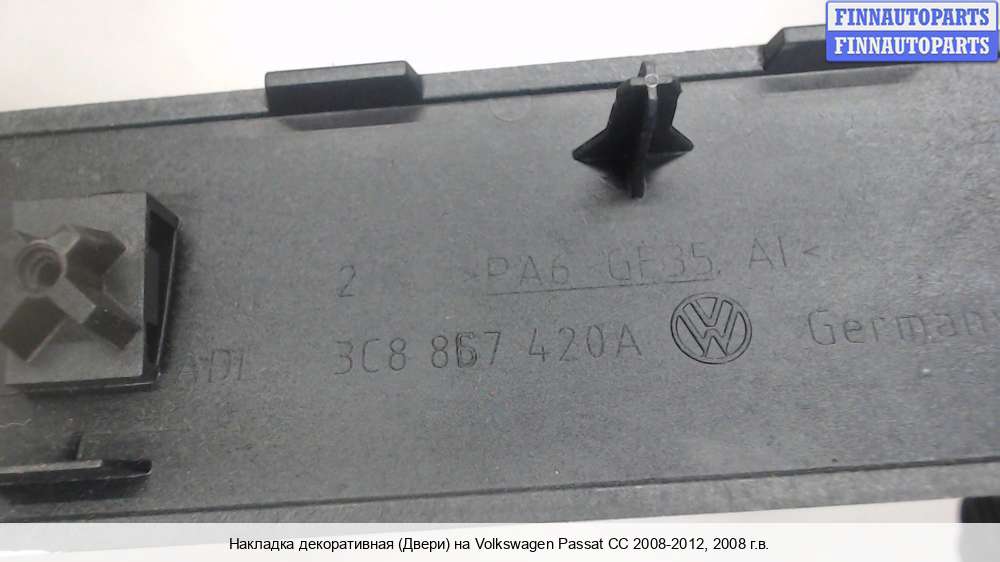 FINNAUTOPARTS
FINNAUTOPARTS
2 >PA6 GF35, AI<
3C8 867 420A Germany
Накладка декоративная (Двери) на Volkswagen Passat CC 2008-2012, 2008 г.в.